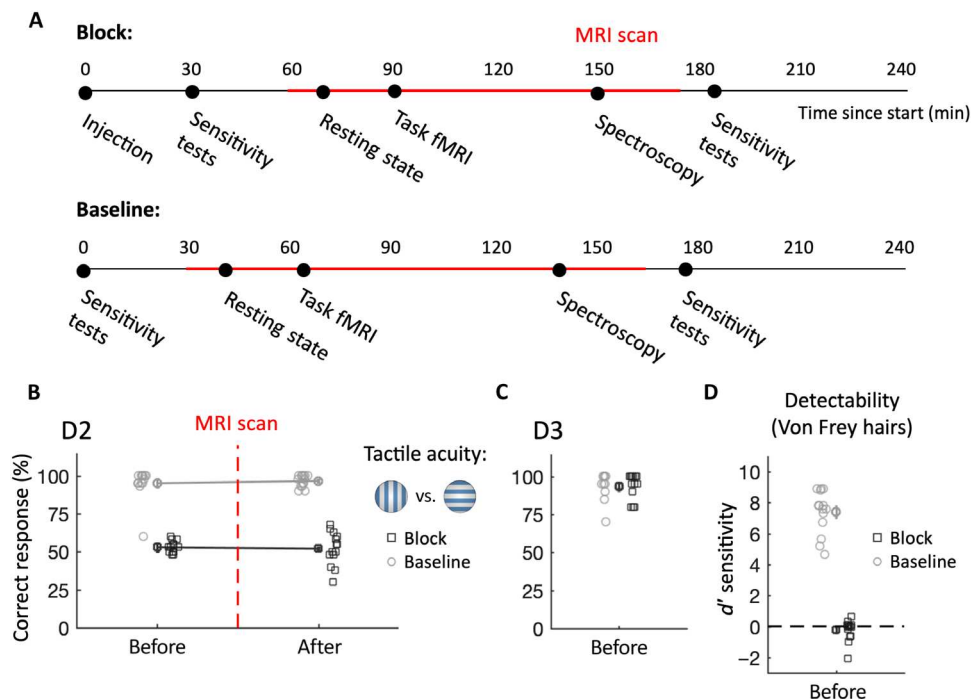 A
Block:
MRI scan
0 30 60 90 120 150 180 210 240
Time since start (min)
Injection
Sensitivity
tests
Resting state
Task fMRI
Spectroscopy
Sensitivity
tests
Baseline:
0 30 60 90 120 150 180 210 240
Sensitivity
tests
Resting state
Task fMRI
Spectroscopy
Sensitivity
tests
B
D2
MRI scan
Correct response (%)
100
75
50
25
0
Before After
Tactile acuity:
vs.
Block
Baseline
C
D3
100
75
50
25
0
Before
D
Detectability
(Von Frey hairs)
d' sensitivity
10
8
6
4
2
0
−2
Block
Baseline
Before